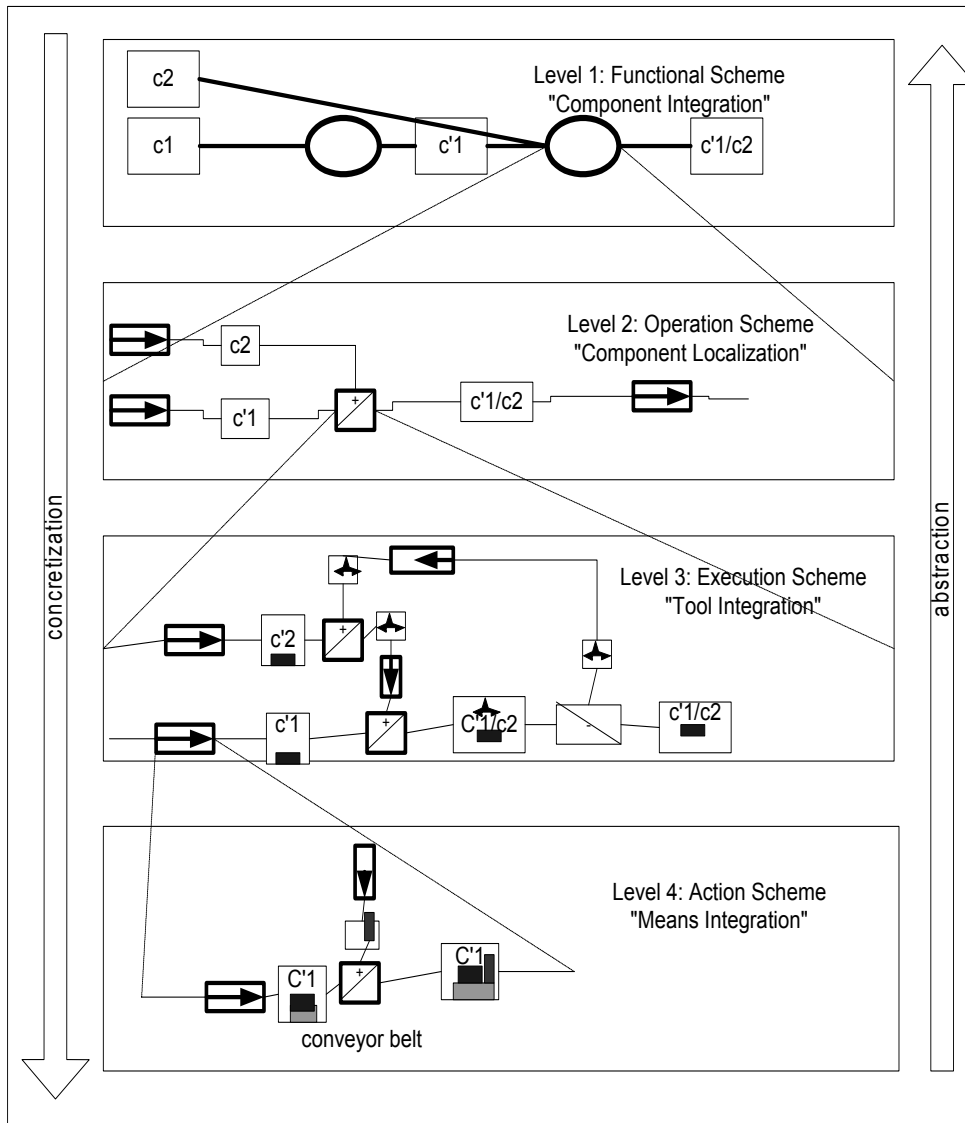 concretization
abstraction
c2
Level 1: Functional Scheme
"Component Integration"
c1
c'1
c'1/c2
Level 2: Operation Scheme
"Component Localization"
c2
+
c'1
c'1/c2
Level 3: Execution Scheme
"Tool Integration"
c'2
+
c'1
+
C'1/c2
-
c'1/c2
Level 4: Action Scheme
"Means Integration"
C'1
+
C'1
conveyor belt